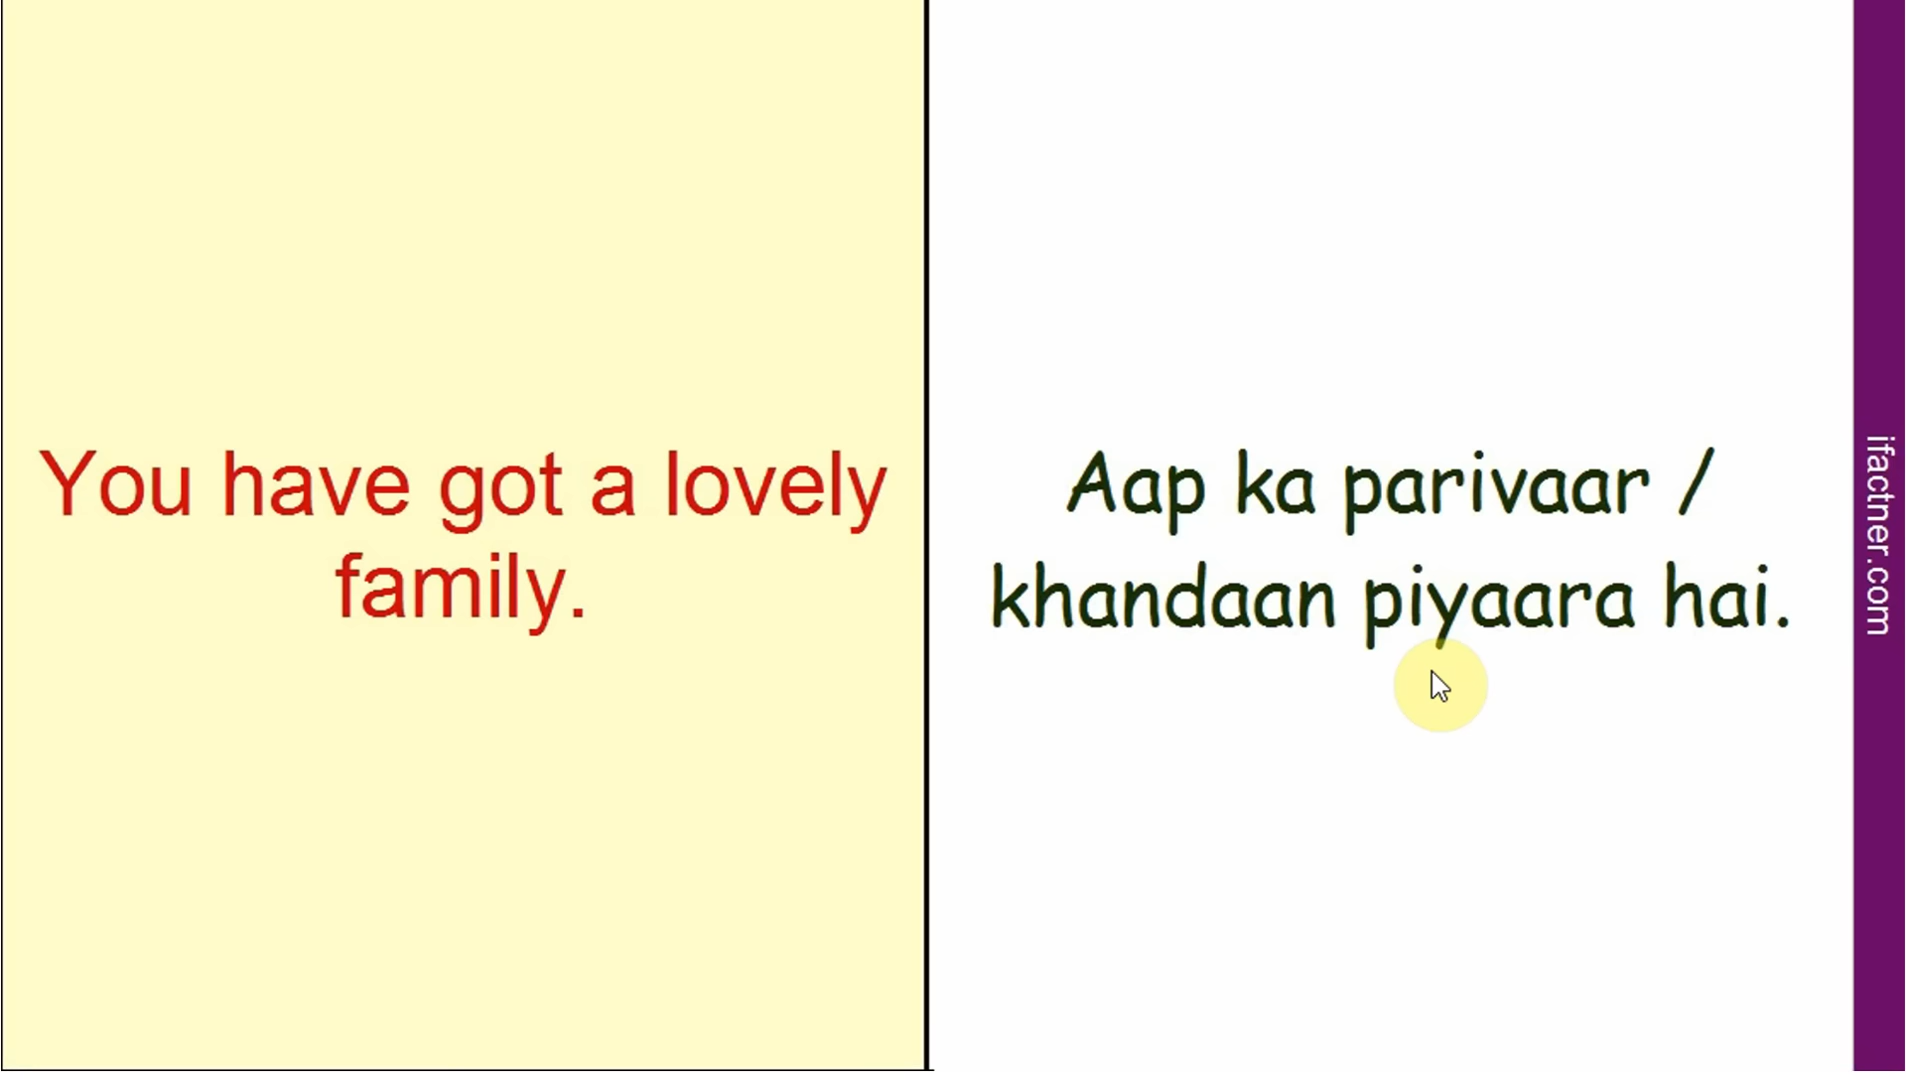 You have got a lovely
family.
Aap ka parivaar /
khandaan piyaara hai.
ifactner.com